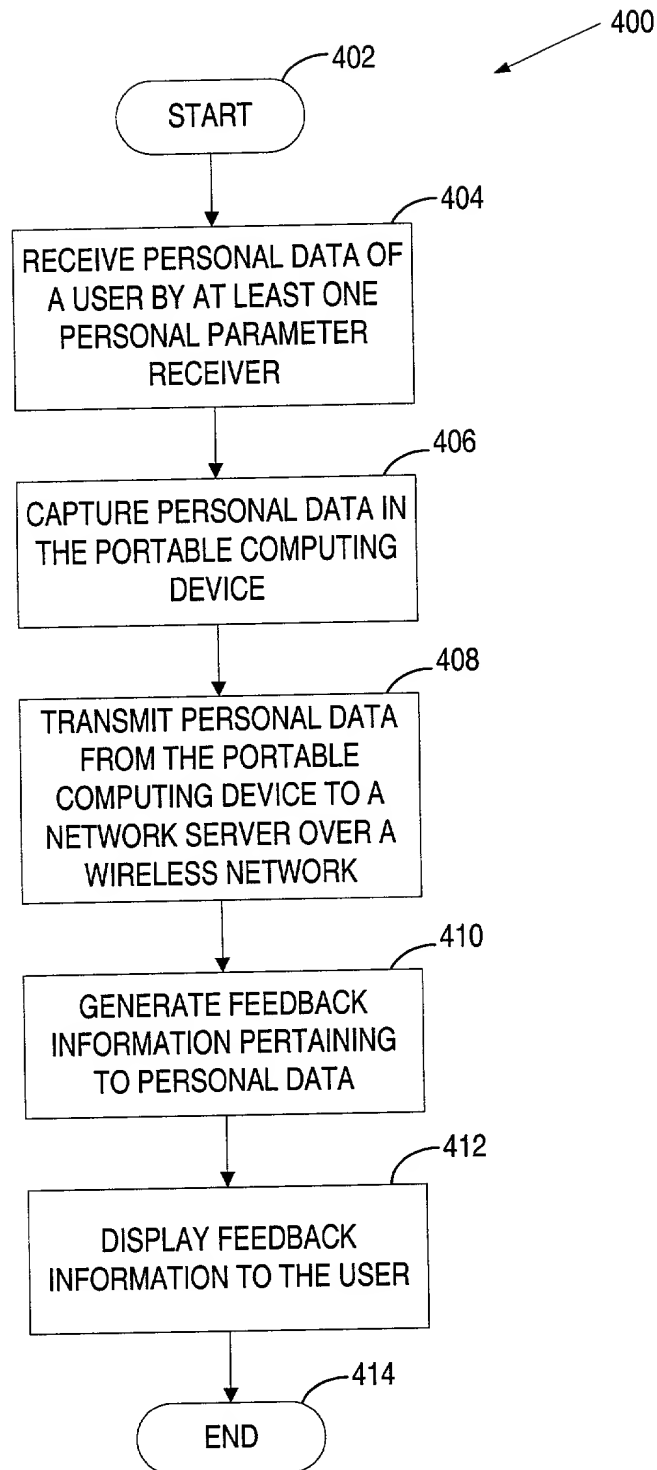 400
402
START
404
RECEIVE PERSONAL DATA OF
A USER BY AT LEAST ONE
PERSONAL PARAMETER
RECEIVER
406
CAPTURE PERSONAL DATA IN
THE PORTABLE COMPUTING
DEVICE
408
TRANSMIT PERSONAL DATA
FROM THE PORTABLE
COMPUTING DEVICE TO A
NETWORK SERVER OVER A
WIRELESS NETWORK
410
GENERATE FEEDBACK
INFORMATION PERTAINING
TO PERSONAL DATA
412
DISPLAY FEEDBACK
INFORMATION TO THE USER
414
END